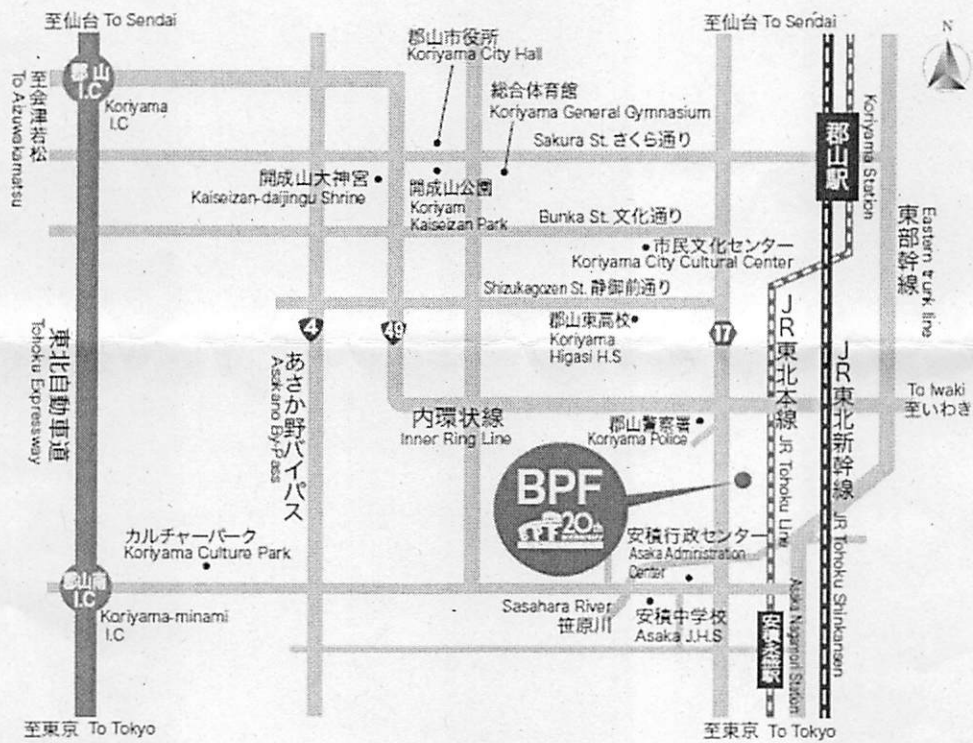 至仙台 To Sendai
至仙台 To Sendai
N
郡山市役所
Koriyama City Hall
郡山
I.C
Koriyama
I.C
至会津若松
To Aizuwakamatsu
総合体育館
Koriyama General Gymnasium
Sakura St. さくら通り
郡山駅
Koriyama Station
開成山大神宮
Kaiseizan-daijingu Shrine
開成山公園
Koriyam
Kaiseizan Park
Bunka St. 文化通り
市民文化センター
Koriyama City Cultural Center
東部幹線
Eastern trunk line
Shizukagozen St. 静御前通り
4
49
17
郡山東高校
Koriyama
Higasi H.S
東北自動車道
Tohoku Expressway
あさか野バイパス
Asakano By-Pass
JR東北本線 JR Tohoku Line
JR東北新幹線 JR Tohoku Shinkansen
To Iwaki
至いわき
内環状線
Inner Ring Line
郡山警察署
Koriyama Police
BPF
20th
カルチャーパーク
Koriyama Culture Park
安積行政センター
Asaka Administration
Center
郡山南
I.C
Koriyama-minami
I.C
Sasahara River
笹原川
安積中学校
Asaka J.H.S
安積永盛駅
Asaka Nagamori Station
至東京 To Tokyo
至東京 To Tokyo